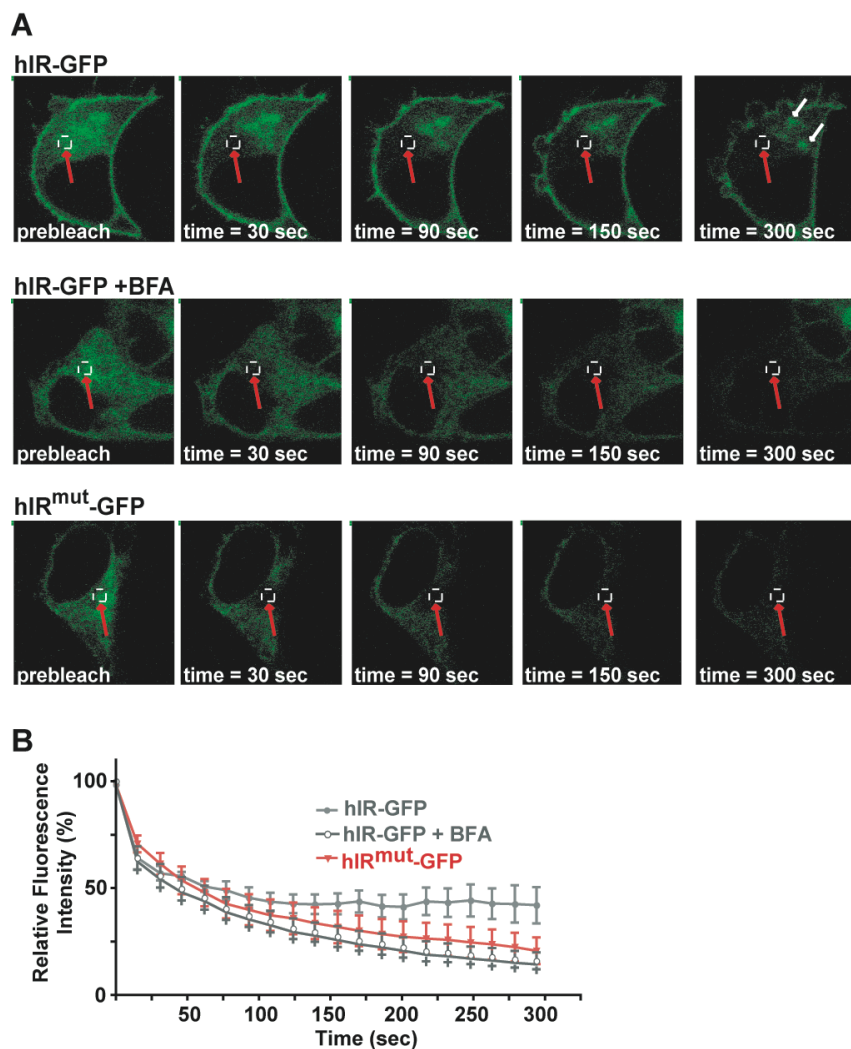 A
hIR-GFP
prebleach
time = 30 sec
time = 90 sec
time = 150 sec
time = 300 sec
hIR-GFP +BFA
prebleach
time = 30 sec
time = 90 sec
time = 150 sec
time = 300 sec
hIRmut-GFP
prebleach
time = 30 sec
time = 90 sec
time = 150 sec
time = 300 sec
B
Relative Fluorescence
Intensity (%)
100
50
0
hIR-GFP
hIR-GFP + BFA
hIRmut-GFP
50
100
150
200
250
300
Time (sec)